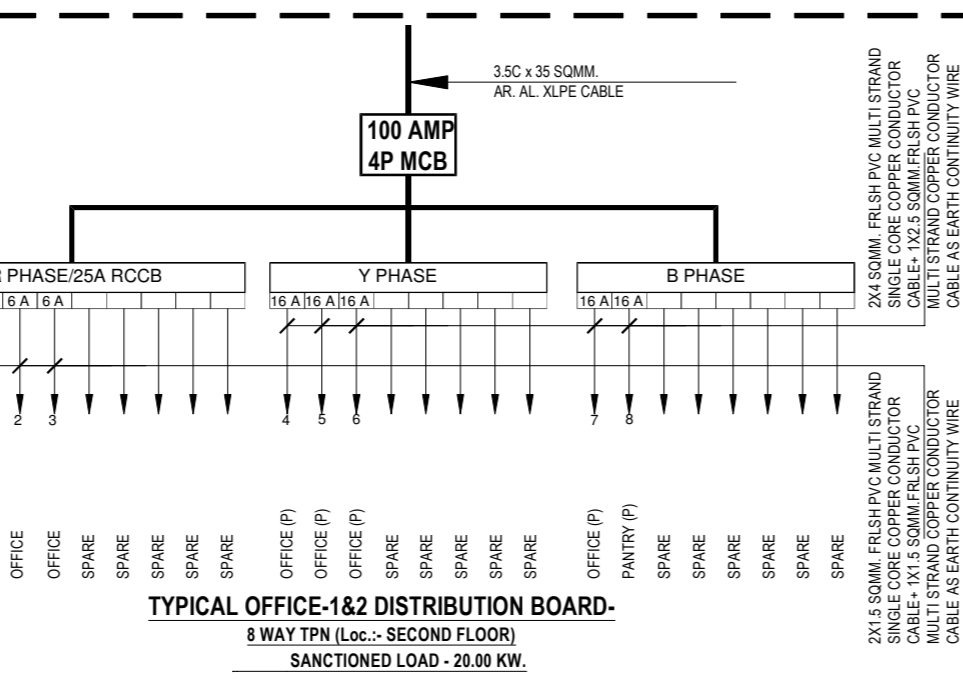 3.5C x 35 SQMM.
AR. AL. XLPE CABLE
100 AMP
4P MCB
PHASE/25A RCCB
6 A 6 A
Y PHASE
16 A 16 A 16 A
B PHASE
16 A 16 A
2 3
4 5 6
7 8
OFFICE
OFFICE
SPARE
SPARE
SPARE
SPARE
SPARE
OFFICE (P)
OFFICE (P)
OFFICE (P)
SPARE
SPARE
SPARE
SPARE
SPARE
OFFICE (P)
PANTRY (P)
SPARE
SPARE
SPARE
SPARE
SPARE
SPARE
2X4 SQMM. FRLSH PVC MULTI STRAND
SINGLE CORE COPPER CONDUCTOR
CABLE+ 1X2.5 SQMM.FRLSH PVC
MULTI STRAND COPPER CONDUCTOR
CABLE AS EARTH CONTINUITY WIRE
2X1.5 SQMM. FRLSH PVC MULTI STRAND
SINGLE CORE COPPER CONDUCTOR
CABLE+ 1X1.5 SQMM.FRLSH PVC
MULTI STRAND COPPER CONDUCTOR
CABLE AS EARTH CONTINUITY WIRE
TYPICAL OFFICE-1&2 DISTRIBUTION BOARD-
8 WAY TPN (Loc.:- SECOND FLOOR)
SANCTIONED LOAD - 20.00 KW.